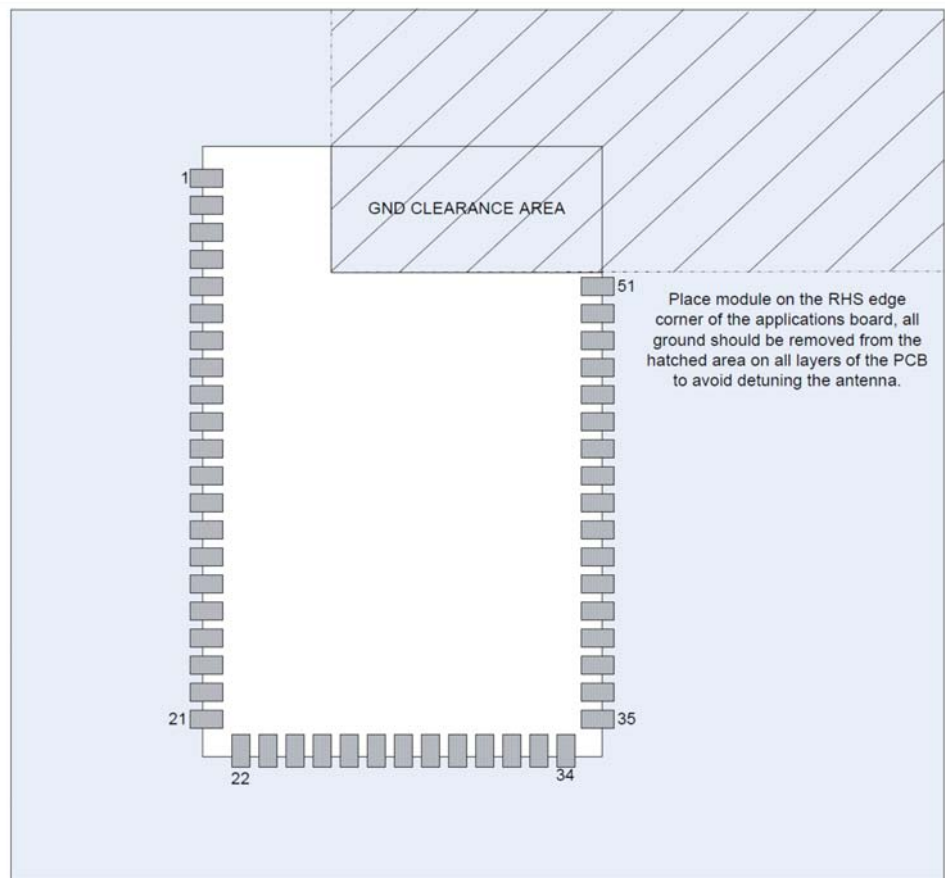 1
GND CLEARANCE AREA
51
Place module on the RHS edge
corner of the applications board, all
ground should be removed from the
hatched area on all layers of the PCB
to avoid detuning the antenna.
21
35
22
34